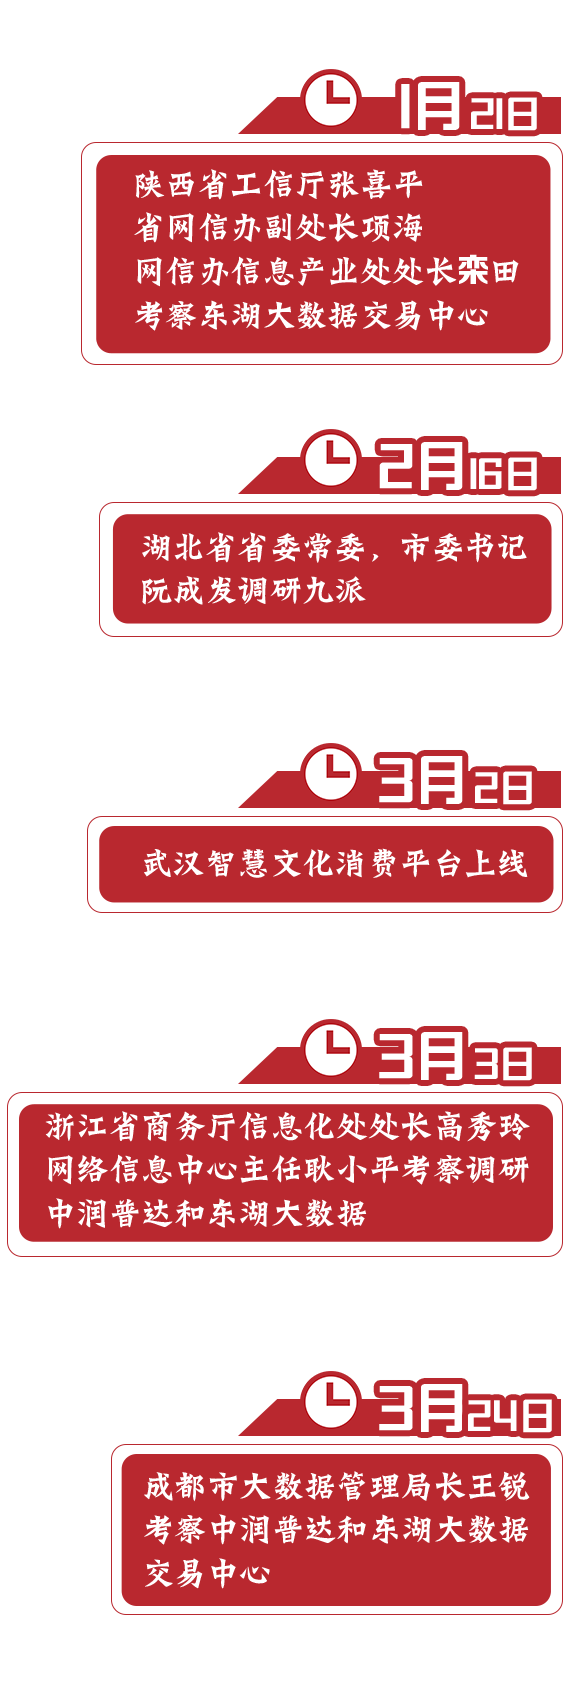 1月21日
陕西省工信厅张喜平
省网信办副处长项海
网信办信息产业处处长栾田
考察东湖大数据交易中心
2月16日
湖北省省委常委，市委书记
阮成发调研九派
3月2日
武汉智慧文化消费平台上线
3月3日
浙江省商务厅信息化处处长高秀玲
网络信息中心主任耿小平考察调研
中润普达和东湖大数据
3月24日
成都市大数据管理局长王锐
考察中润普达和东湖大数据
交易中心